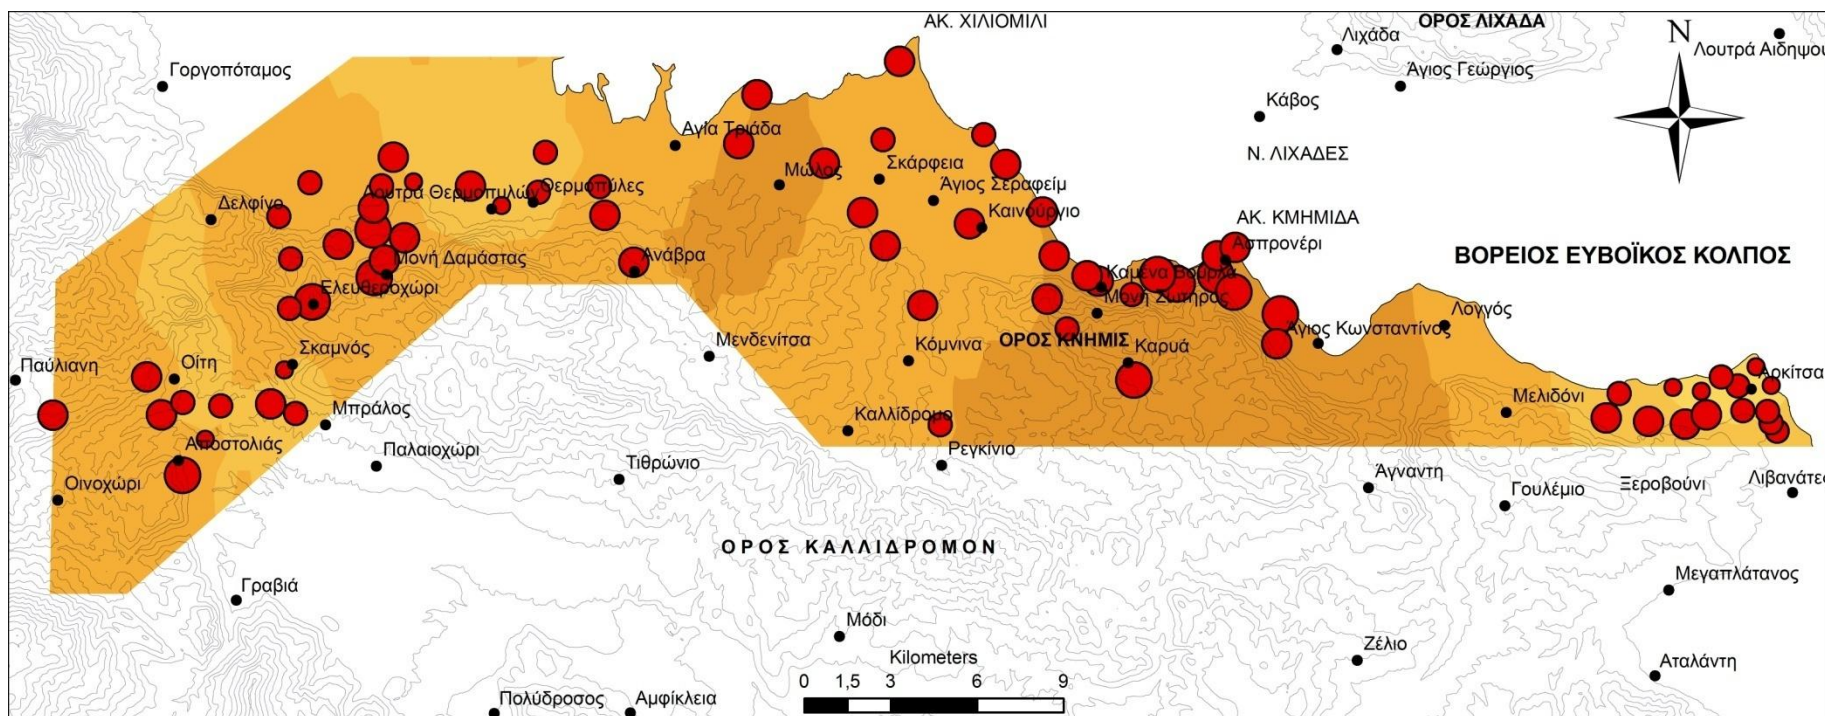 ΑΚ. ΧΙΛΙΟΜΙΛΙ
ΟΡΟΣ ΛΙΧΑΔΑ
Λιχάδα
N
Λουτρά Αιδηψου
Γοργοπόταμος
Άγιος Γεώργιος
Κάβος
Αγία Τριάδα
Ν. ΛΙΧΑΔΕΣ
Μώλος
Σκάρφεια
Λουτρά Θερμοπυλών
Θερμοπύλες
Άγιος Σεραφείμ
Δελφίνο
Καινούργιο
ΑΚ. ΚΜΗΜΙΔΑ
Ασπρονέρι
ΒΟΡΕΙΟΣ ΕΥΒΟΪΚΟΣ ΚΟΛΠΟΣ
Μονή Δαμάστας
Ανάβρα
Καμένα Βούρλα
Ελευθεροχώρι
Μονή Σωτήρος
Λογγός
Άγιος Κωνσταντίνος
ΟΡΟΣ ΚΝΗΜΙΣ
Σκαμνός
Μενδενίτσα
Κόμνινα
Καρυά
Παύλιανη
Οίτη
Αρκίτσα
Μπράλος
Καλλίδρομο
Μελιδόνι
Αποστολιάς
Παλαιοχώρι
Τιθρώνιο
Ρεγκίνιο
Άγναντη
Ξεροβούνι
Λιβανάτες
Οινοχώρι
Γουλέμιο
ΟΡΟΣ ΚΑΛΛΙΔΡΟΜΟΝ
Γραβιά
Μεγαπλάτανος
Μόδι
Ζέλιο
Αταλάντη
Kilometers
0 1,5 3 6 9
Πολύδροσος
Αμφίκλεια